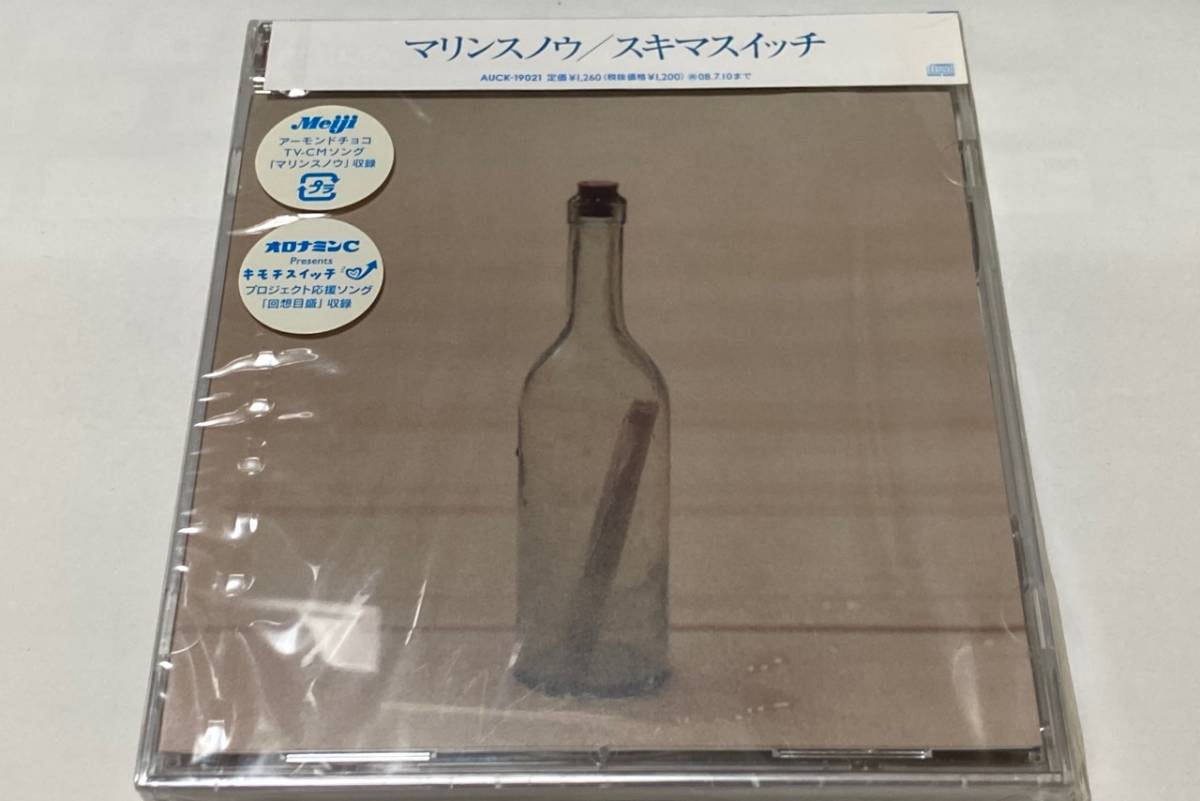 マリンスノウ／スキマスイッチ
AUCK-19021 定価¥1,260(税抜価格¥1,200) 08.7.10まで
Meiji
アーモンドチョコ
TV-CMソング
「マリンスノウ」収録
プラ
オロナミンC
Presents
キモチスイッチ
プロジェクト応援ソング
「回想目盛」収録